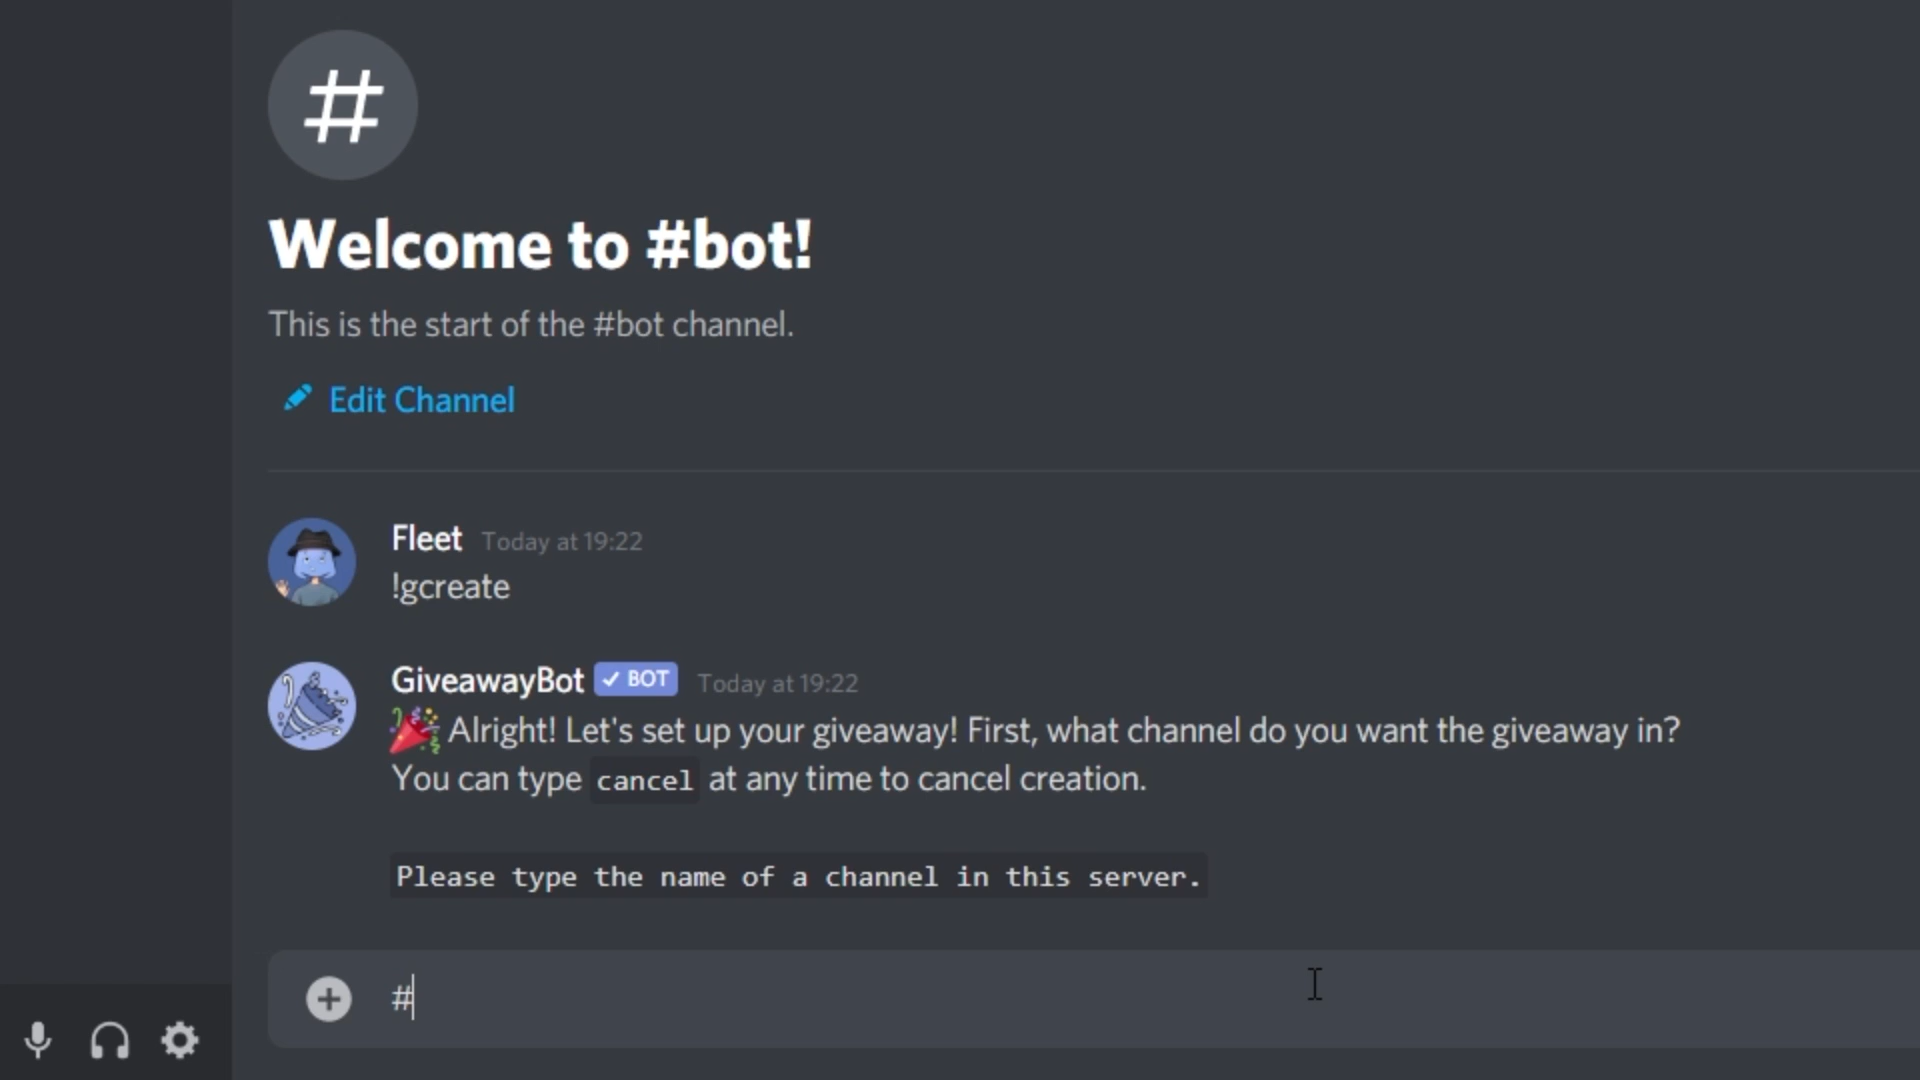 #
Welcome to #bot!
This is the start of the #bot channel.
Edit Channel
Fleet Today at 19:22
!gcreate
GiveawayBot ✓ BOT Today at 19:22
🎉 Alright! Let's set up your giveaway! First, what channel do you want the giveaway in?
You can type cancel at any time to cancel creation.
Please type the name of a channel in this server.
#